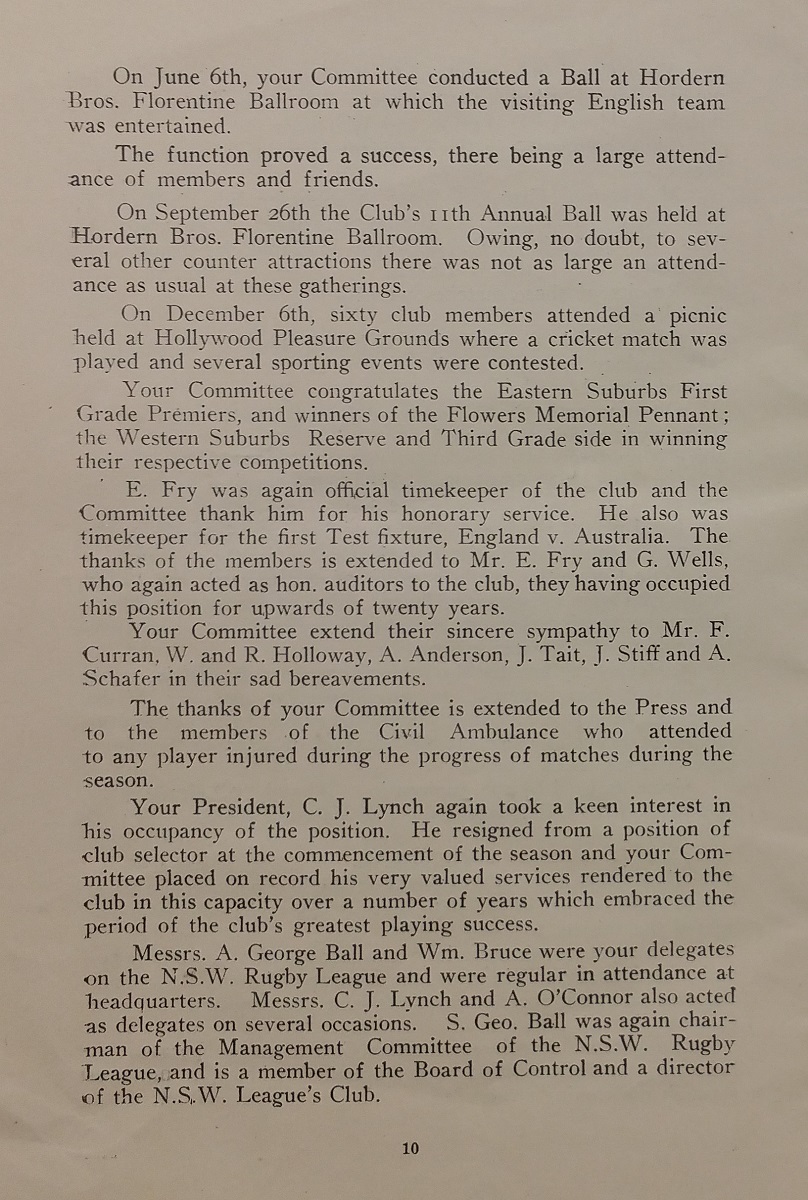 On June 6th, your Committee conducted a Ball at Hordern
Bros. Florentine Ballroom at which the visiting English team
was entertained.
The function proved a success, there being a large attend-
ance of members and friends.
On September 26th the Club's 11th Annual Ball was held at
Hordern Bros. Florentine Ballroom. Owing, no doubt, to sev-
eral other counter attractions there was not as large an attend-
ance as usual at these gatherings.
On December 6th, sixty club members attended a picnic
held at Hollywood Pleasure Grounds where a cricket match was
played and several sporting events were contested.
Your Committee congratulates the Eastern Suburbs First
Grade Premiers, and winners of the Flowers Memorial Pennant;
the Western Suburbs Reserve and Third Grade side in winning
their respective competitions.
E. Fry was again official timekeeper of the club and the
Committee thank him for his honorary service. He also was
timekeeper for the first Test fixture, England v. Australia. The
thanks of the members is extended to Mr. E. Fry and G. Wells,
who again acted as hon. auditors to the club, they having occupied
this position for upwards of twenty years.
Your Committee extend their sincere sympathy to Mr. F.
Curran, W. and R. Holloway, A. Anderson, J. Tait, J. Stiff and A.
Schafer in their sad bereavements.
The thanks of your Committee is extended to the Press and
to the members of the Civil Ambulance who attended
to any player injured during the progress of matches during the
season.
Your President, C. J. Lynch again took a keen interest in
his occupancy of the position. He resigned from a position of
club selector at the commencement of the season and your Com-
mittee placed on record his very valued services rendered to the
club in this capacity over a number of years which embraced the
period of the club's greatest playing success.
Messrs. A. George Ball and Wm. Bruce were your delegates
on the N.S.W. Rugby League and were regular in attendance at
headquarters. Messrs. C. J. Lynch and A. O'Connor also acted
as delegates on several occasions. S. Geo. Ball was again chair-
man of the Management Committee of the N.S.W. Rugby
League, and is a member of the Board of Control and a director
of the N.S.W. League's Club.
10